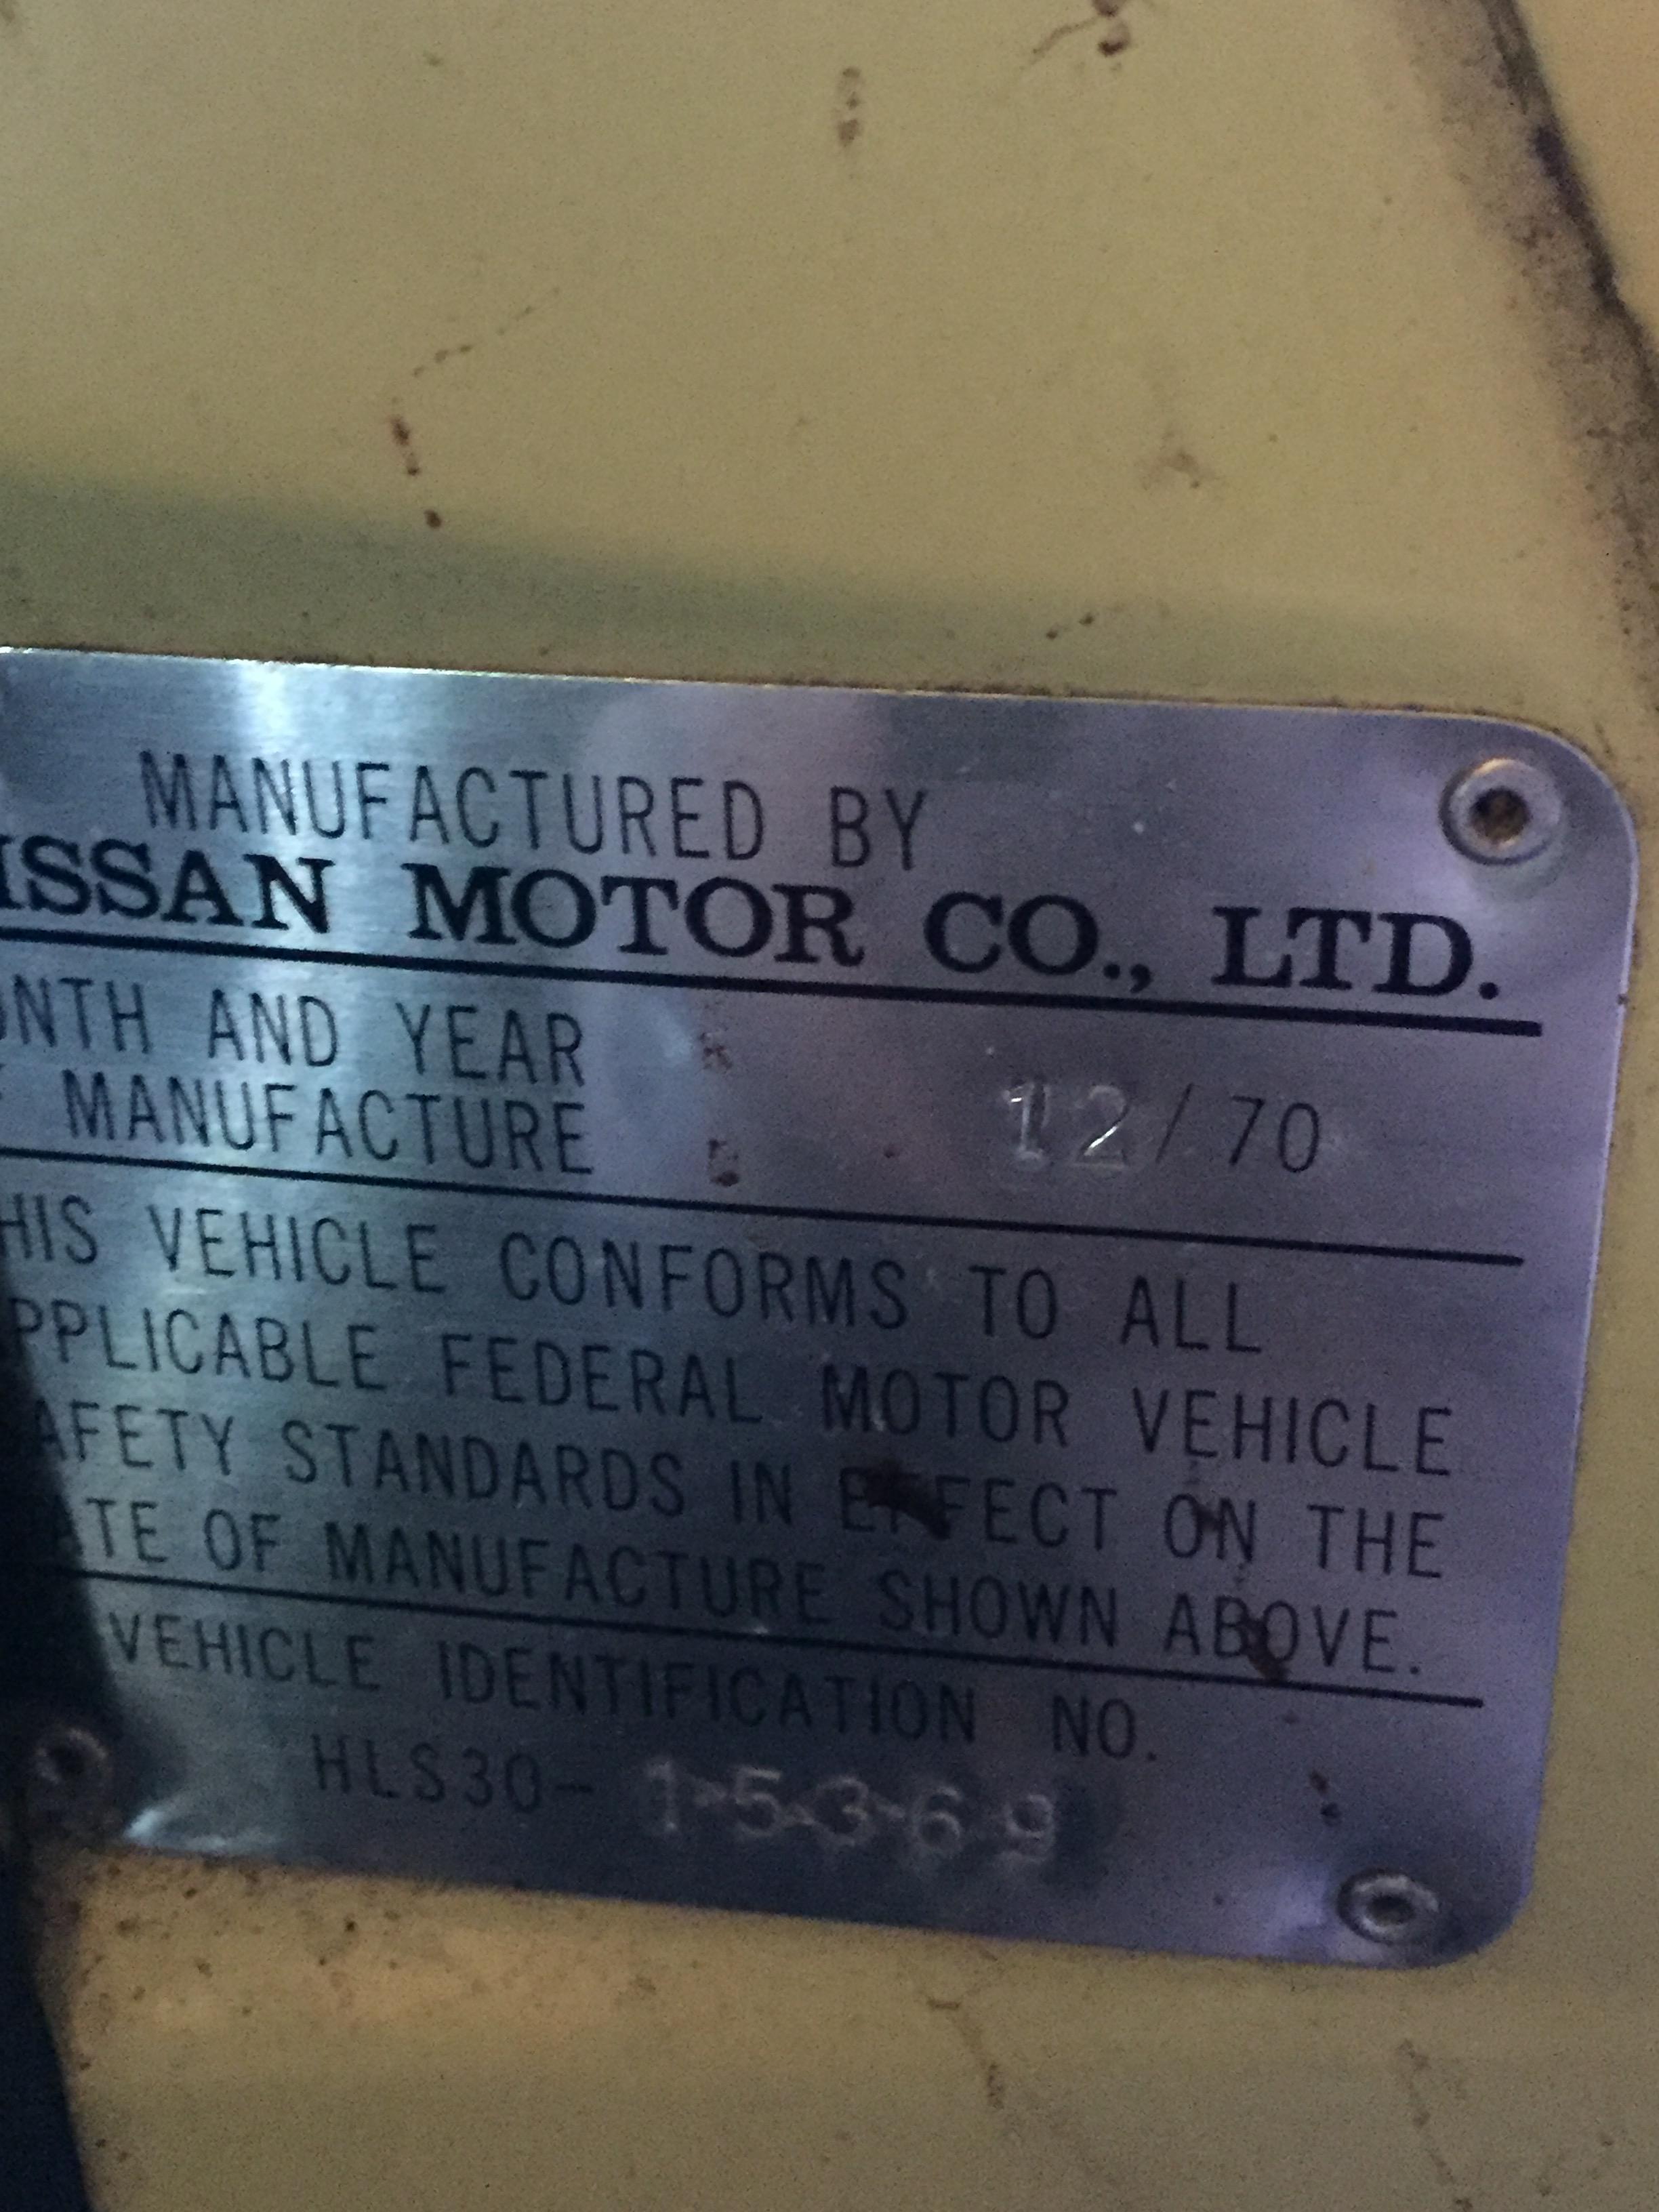 MANUFACTURED BY
ISSAN MOTOR CO., LTD.
ONTH AND YEAR
MANUFACTURE 12/70
HIS VEHICLE CONFORMS TO ALL
PPLICABLE FEDERAL MOTOR VEHICLE
AFETY STANDARDS IN EFFECT ON THE
ATE OF MANUFACTURE SHOWN ABOVE.
VEHICLE IDENTIFICATION NO.
HLS30-15369